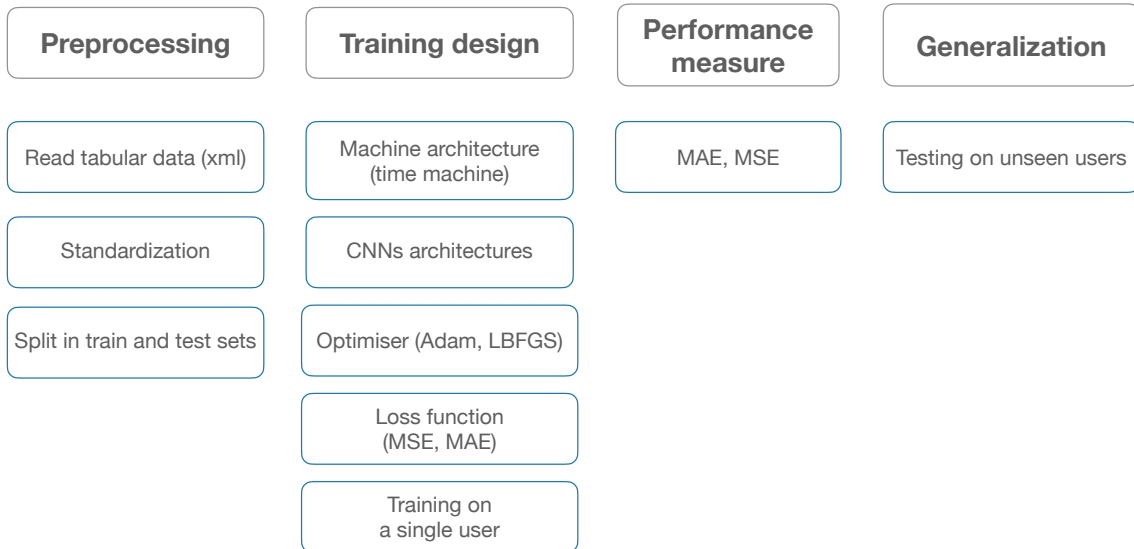 Preprocessing
Read tabular data (xml)
Standardization
Split in train and test sets
Training design
Machine architecture
(time machine)
CNNs architectures
Optimiser (Adam, LBFGS)
Loss function
(MSE, MAE)
Training on
a single user
Performance
measure
MAE, MSE
Generalization
Testing on unseen users